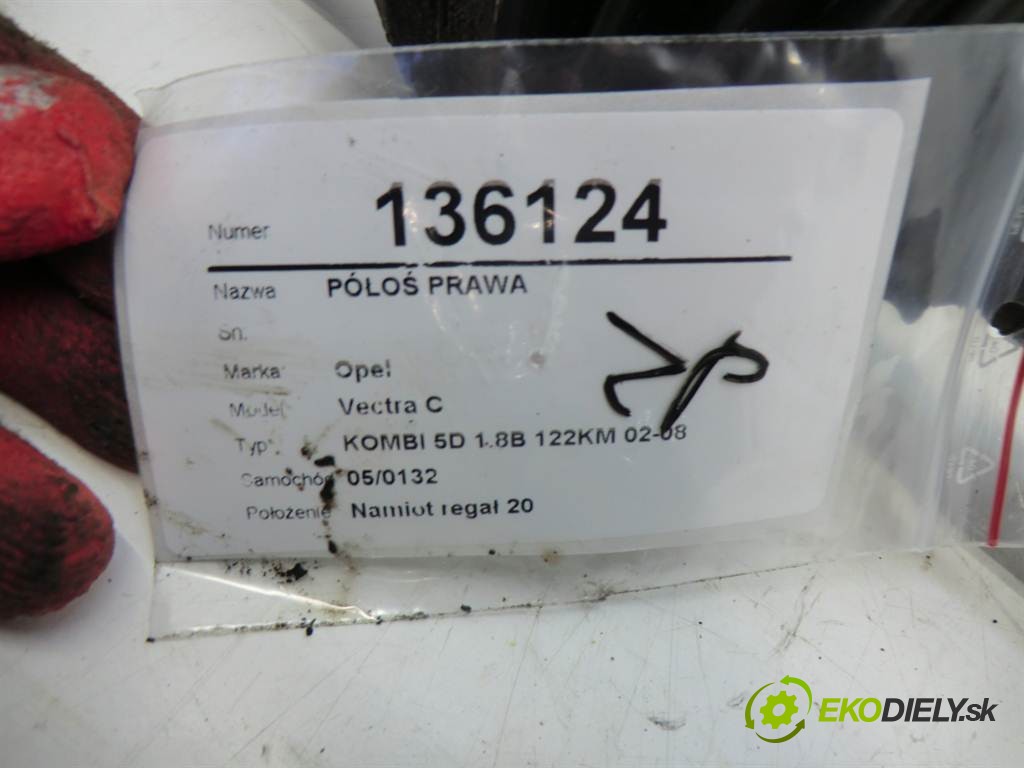 Numer 136124
Nazwa PÓŁOŚ PRAWA
Sn.
Marka Opel
Model Vectra C
Typ KOMBI 5D 1.8B 122KM 02-08
Samochód 05/0132
Położenie Namiot regał 20
EKODIELY.sk